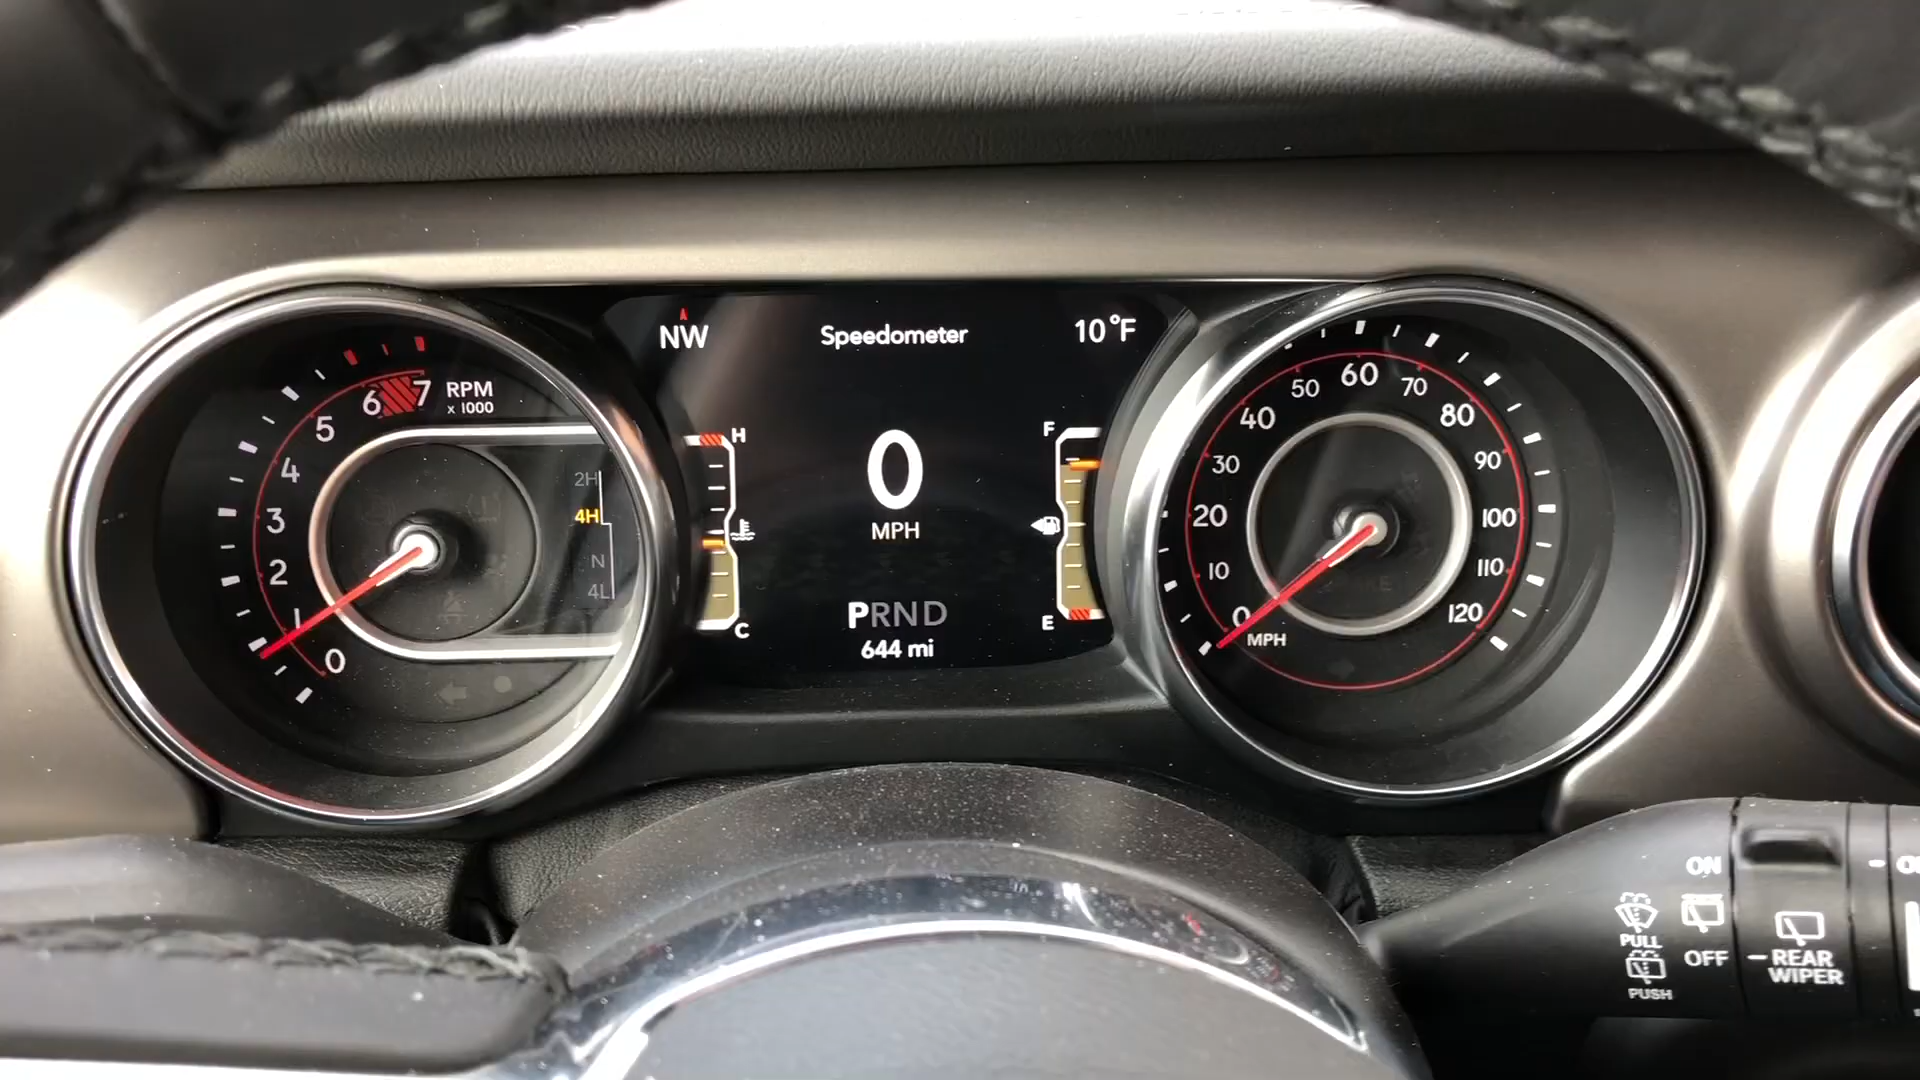 NW Speedometer 10°F
5 6 7 RPM
x 1000
4
3
2
1
0
2H
4H
N
4L
H
C
0
MPH
PRND
644 mi
F
E
0 10 20 30 40 50 60 70 80 90 100 110 120
MPH
ON
OFF
PULL
PUSH
REAR
WIPER